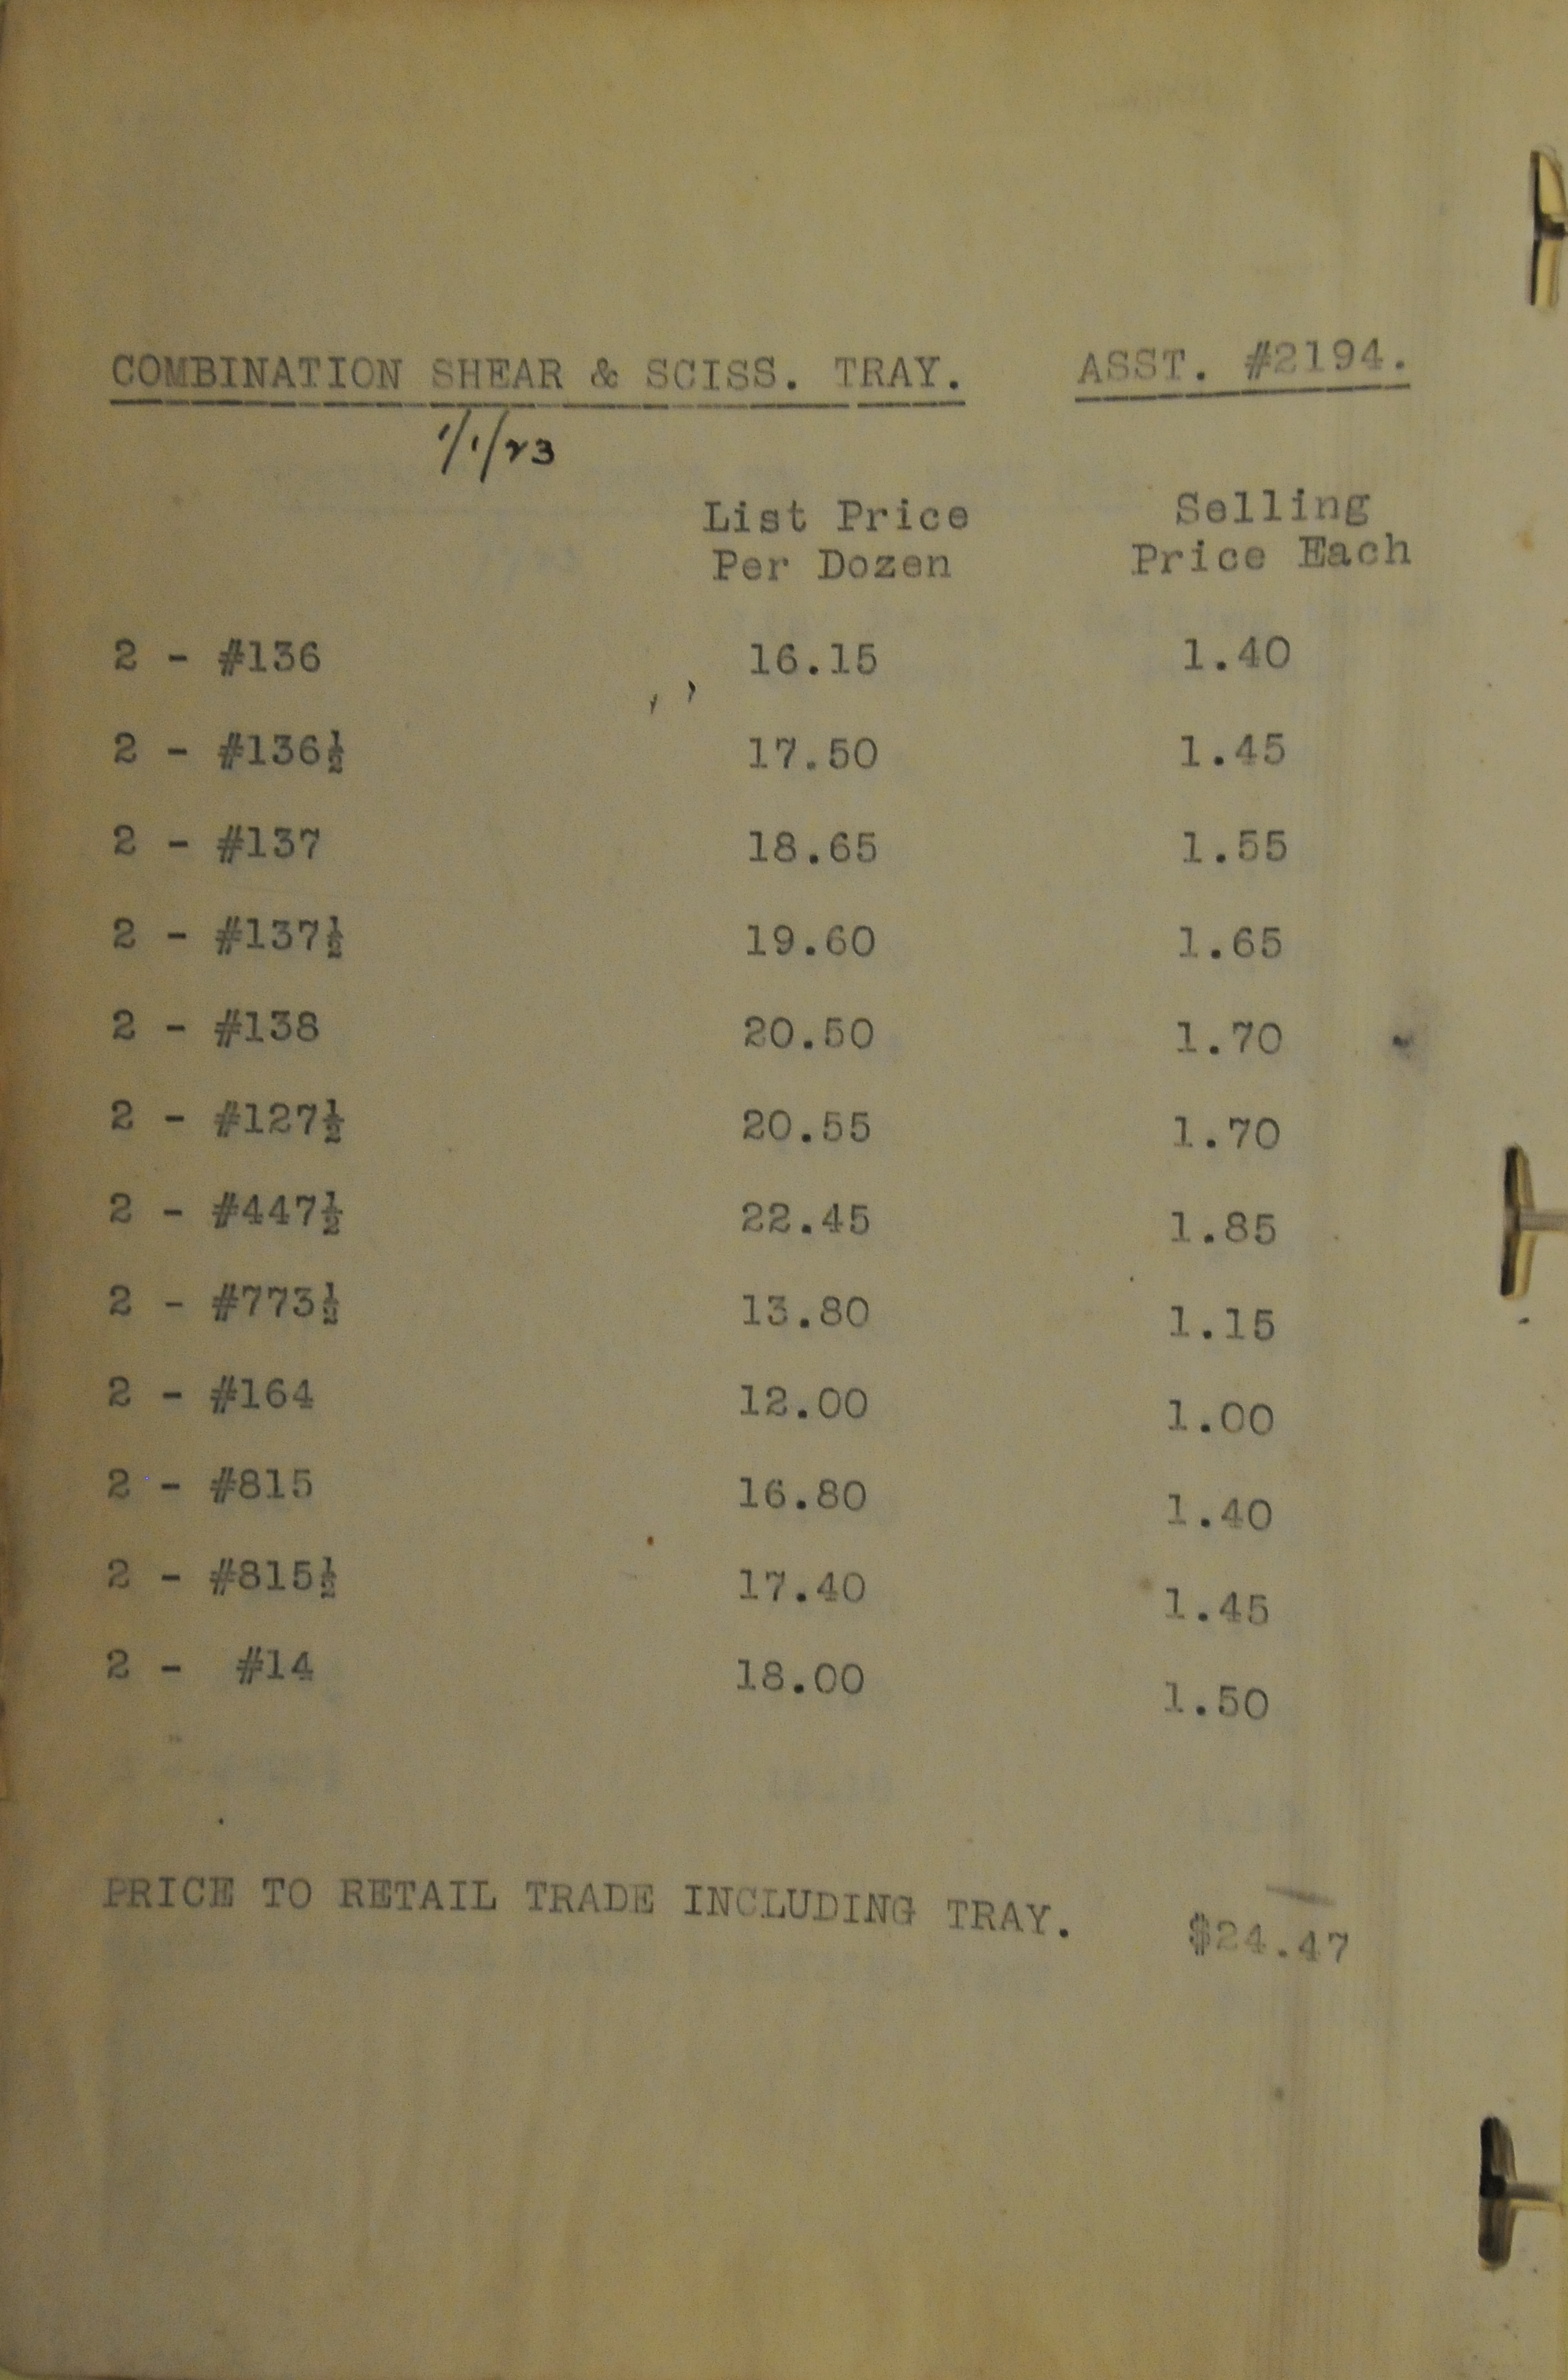 COMBINATION SHEAR & SCISS. TRAY. ASST. #2194.
1/1/23
List Price Selling
Per Dozen Price Each
2 - #136 16.15 1.40
2 - #136½ 17.50 1.45
2 - #137 18.65 1.55
2 - #137½ 19.60 1.65
2 - #138 20.50 1.70
2 - #127½ 20.55 1.70
2 - #447½ 22.45 1.85
2 - #773½ 13.80 1.15
2 - #164 12.00 1.00
2 - #815 16.80 1.40
2 - #815½ 17.40 1.45
2 - #14 18.00 1.50
PRICE TO RETAIL TRADE INCLUDING TRAY. $24.47